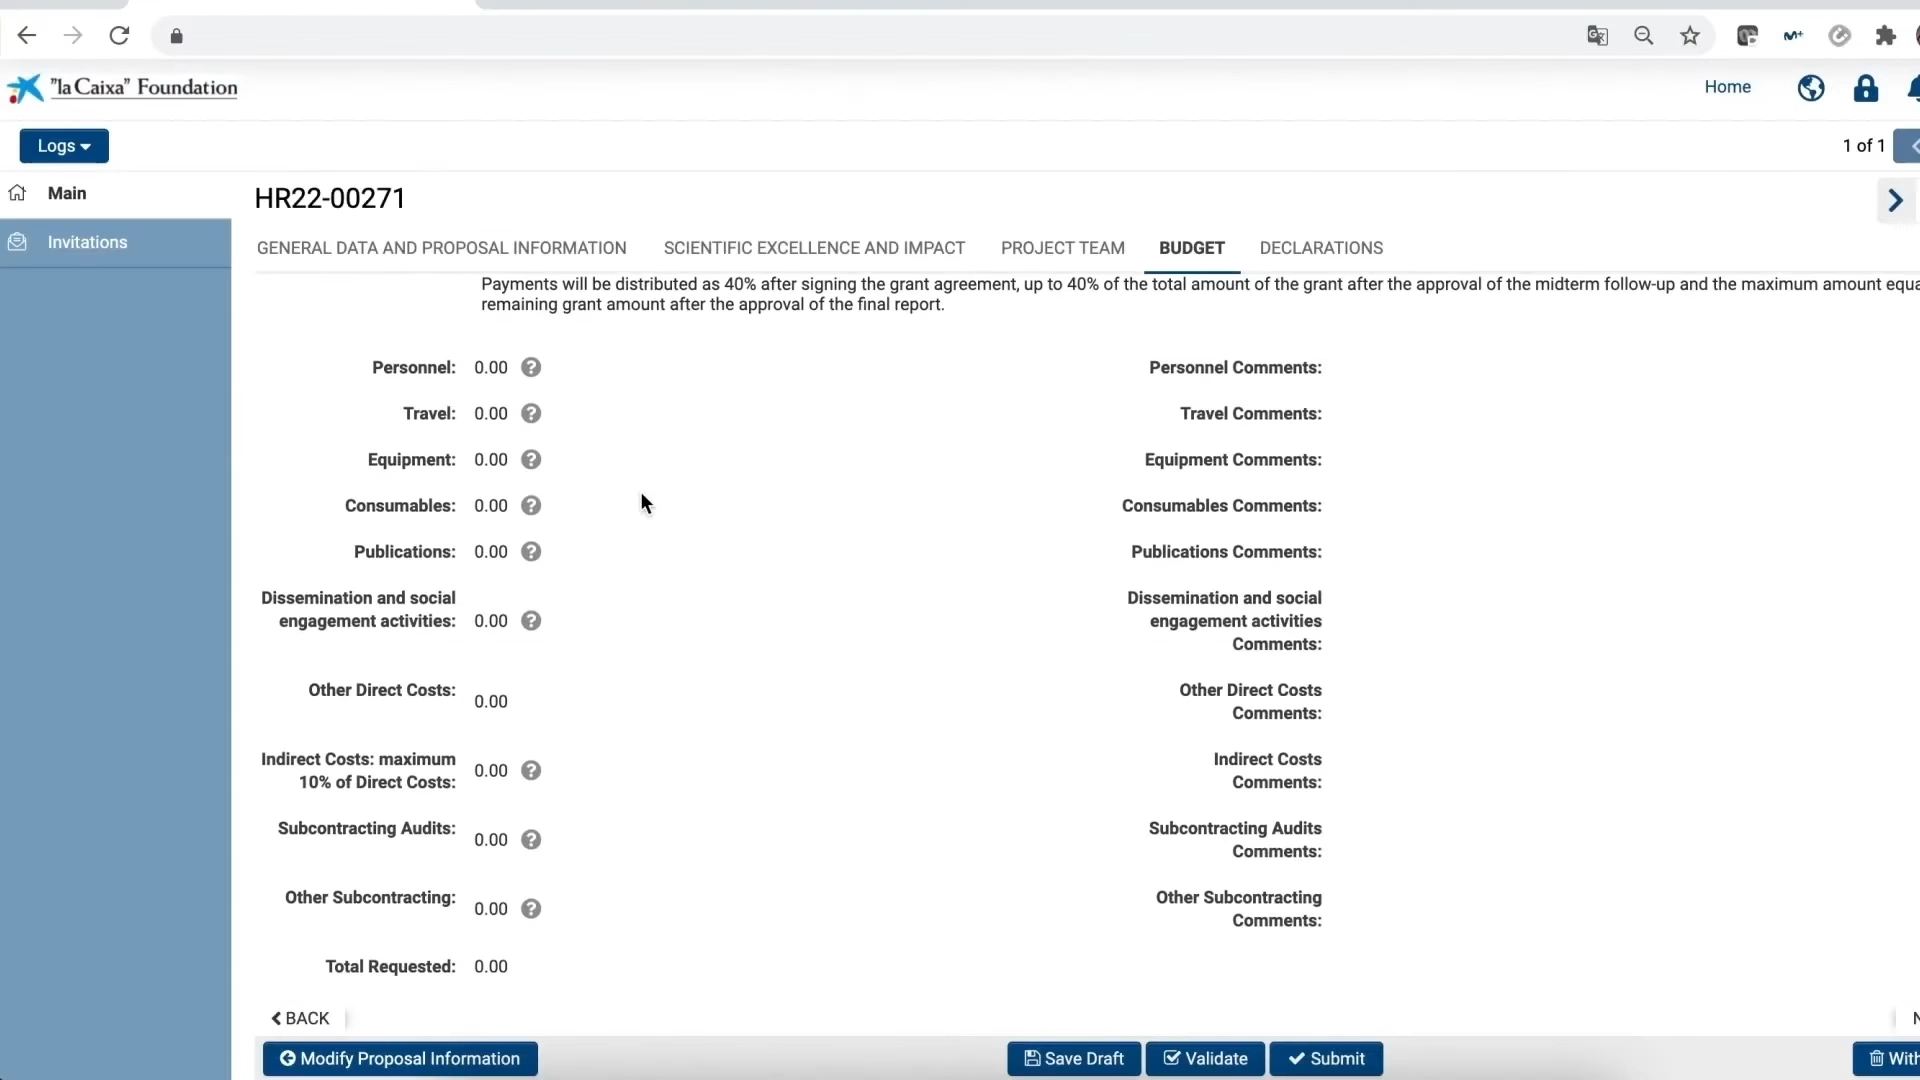 "la Caixa" Foundation
Home
Logs
1 of 1
Main
Invitations
HR22-00271
GENERAL DATA AND PROPOSAL INFORMATION
SCIENTIFIC EXCELLENCE AND IMPACT
PROJECT TEAM
BUDGET
DECLARATIONS
Payments will be distributed as 40% after signing the grant agreement, up to 40% of the total amount of the grant after the approval of the midterm follow-up and the maximum amount
remaining grant amount after the approval of the final report.
Personnel: 0.00 ? Personnel Comments:
Travel: 0.00 ? Travel Comments:
Equipment: 0.00 ? Equipment Comments:
Consumables: 0.00 ? Consumables Comments:
Publications: 0.00 ? Publications Comments:
Dissemination and social
engagement activities: 0.00 ?
Dissemination and social
engagement activities
Comments:
Other Direct Costs: 0.00
Other Direct Costs
Comments:
Indirect Costs: maximum
10% of Direct Costs: 0.00 ?
Indirect Costs
Comments:
Subcontracting Audits: 0.00 ?
Subcontracting Audits
Comments:
Other Subcontracting: 0.00 ?
Other Subcontracting
Comments:
Total Requested: 0.00
BACK
Modify Proposal Information
Save Draft
Validate
Submit